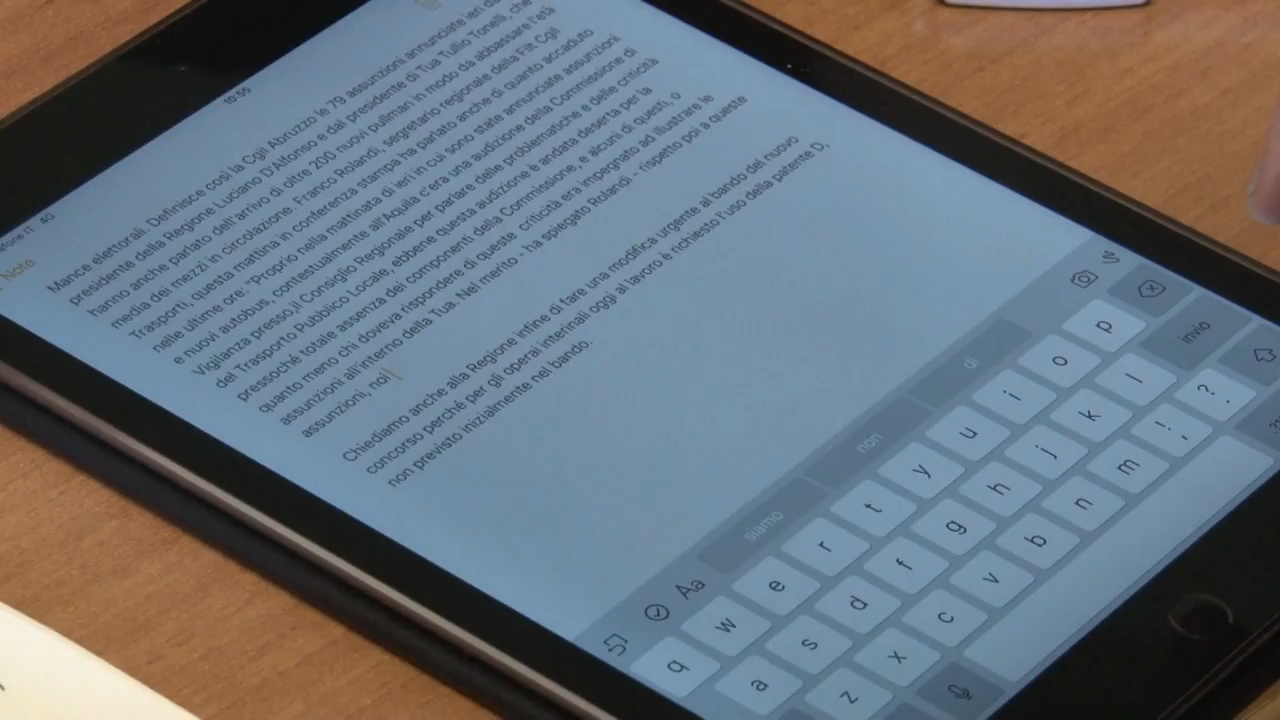 10:55
4G
Note
Mance elettorali. Definisce così la Cgil Abruzzo le 79 assunzioni annunciate ieri
presidente della Regione Luciano D'Alfonso e dal presidente di Tua Tullio Tonelli, che
hanno anche parlato dell'arrivo di oltre 200 nuovi pullman in modo da abbassare l'età
media dei mezzi in circolazione. Franco Rolandi, segretario regionale della Filt Cgil
Trasporti, questa mattina in conferenza stampa ha parlato anche di quanto accaduto
nelle ultime ore: "Proprio nella mattinata di ieri in cui sono state annunciate assunzioni
e nuovi autobus, contestualmente all'Aquila c'era una audizione della Commissione di
Vigilanza presso il Consiglio Regionale per parlare delle problematiche e delle criticità
del Trasporto Pubblico Locale, ebbene questa audizione è andata deserta per la
pressoché totale assenza dei componenti della Commissione, e alcuni di questi, o
quanto meno chi doveva rispondere di queste criticità era impegnato ad illustrare le
assunzioni all'interno della Tua. Nel merito - ha spiegato Rolandi - rispetto poi a queste
assunzioni, noi
Chiediamo anche alla Regione infine di fare una modifica urgente al bando del nuovo
concorso perché per gli operai interinali oggi al lavoro è richiesto l'uso della patente D,
non previsto inizialmente nel bando.
Aa
siamo non di
q w e r t y u i o p
a s d f g h j k l invio
z x c v b n m ! , ? .